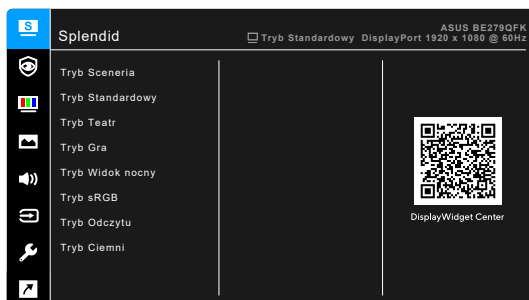 S
Splendid
ASUS BE279QFK
Tryb Standardowy DisplayPort 1920 x 1080 @ 60Hz
Tryb Sceneria
Tryb Standardowy
Tryb Teatr
Tryb Gra
Tryb Widok nocny
Tryb sRGB
Tryb Odczytu
Tryb Ciemni
DisplayWidget Center